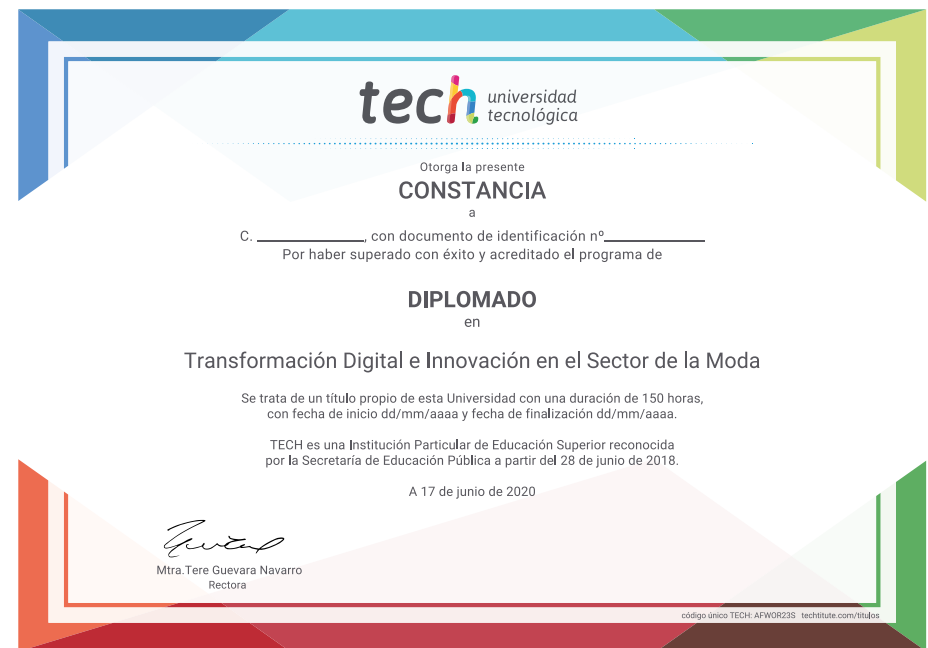 tech universidad
tecnológica
Otorga la presente
CONSTANCIA
a
C. ____________, con documento de identificación nº____________
Por haber superado con éxito y acreditado el programa de
DIPLOMADO
en
Transformación Digital e Innovación en el Sector de la Moda
Se trata de un título propio de esta Universidad con una duración de 150 horas,
con fecha de inicio dd/mm/aaaa y fecha de finalización dd/mm/aaaa.
TECH es una Institución Particular de Educación Superior reconocida
por la Secretaría de Educación Pública a partir del 28 de junio de 2018.
A 17 de junio de 2020
Mtra.Tere Guevara Navarro
Rectora
código único TECH: AFWOR23S techtitute.com/titulos